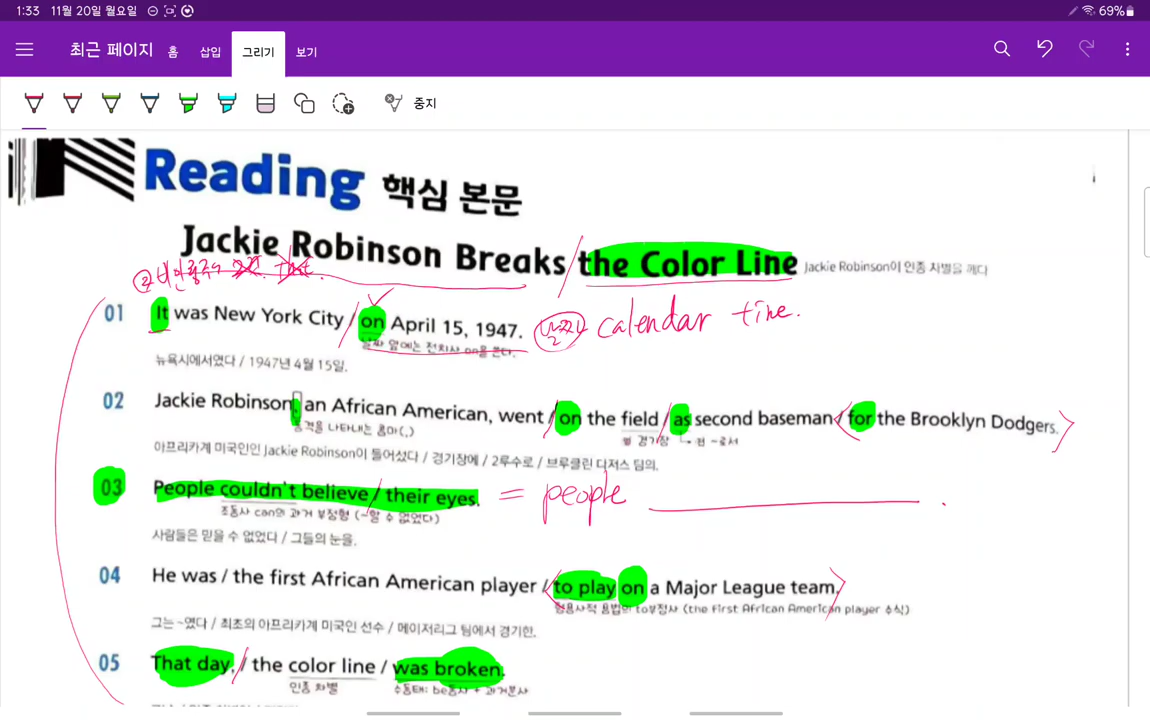 1:33 11월 20일 월요일 69%
최근 페이지 홈 삽입 그리기 보기
중지
Reading 핵심 본문
Jackie Robinson Breaks / the Color Line Jackie Robinson이 인종 차별을 깨다
01 It was New York City / on April 15, 1947. 날짜 calendar time.
날짜 앞에는 전치사 on을 쓴다.
뉴욕시에서였다 / 1947년 4월 15일.
02 Jackie Robinson, an African American, went / on the field / as second baseman for the Brooklyn Dodgers.
동격을 나타내는 콤마(,) 경기장 전 ~로서
아프리카계 미국인인 Jackie Robinson이 들어섰다 / 경기장에 / 2루수로 / 브루클린 다저스 팀의.
03 People couldn't believe / their eyes. = people .
조동사 can의 과거 부정형 (~할 수 없었다)
사람들은 믿을 수 없었다 / 그들의 눈을.
04 He was / the first African American player / to play on a Major League team.
형용사적 용법의 to부정사 (the first African American player 수식)
그는 ~였다 / 최초의 아프리카계 미국인 선수 / 메이저리그 팀에서 경기한.
05 That day, / the color line / was broken.
인종 차별 수동태: be동사 + 과거분사